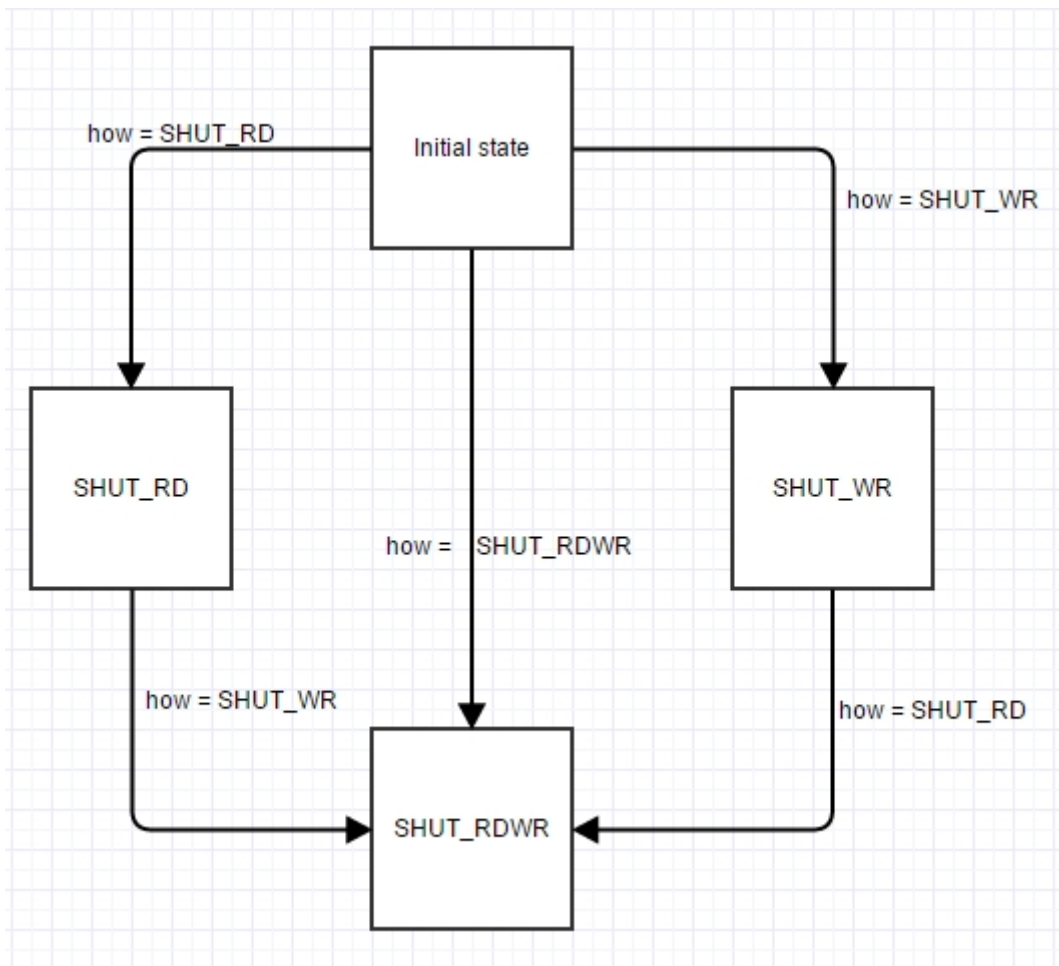 how = SHUT_RD
Initial state
how = SHUT_WR
SHUT_RD
SHUT_WR
how = SHUT_RDWR
how = SHUT_WR
how = SHUT_RD
SHUT_RDWR